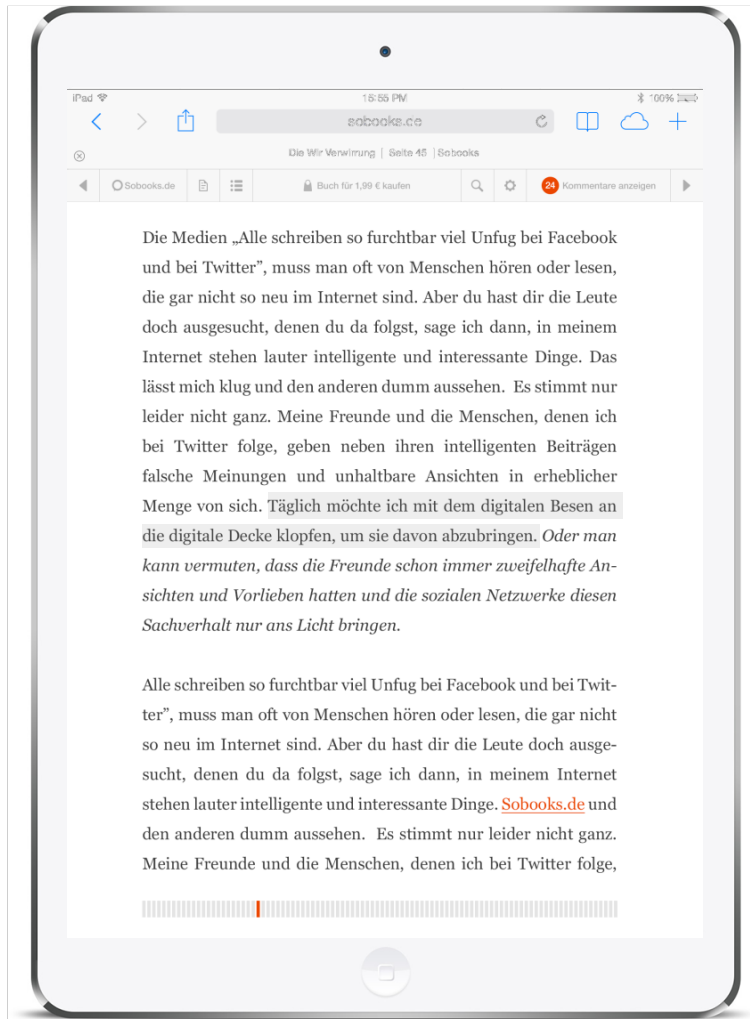 iPad
15:55 PM
100%
sobooks.de
Die Wir Verwirrung | Seite 45 | Sobooks
Sobooks.de
Buch für 1,99 € kaufen
24 Kommentare anzeigen
Die Medien „Alle schreiben so furchtbar viel Unfug bei Facebook
und bei Twitter”, muss man oft von Menschen hören oder lesen,
die gar nicht so neu im Internet sind. Aber du hast dir die Leute
doch ausgesucht, denen du da folgst, sage ich dann, in meinem
Internet stehen lauter intelligente und interessante Dinge. Das
lässt mich klug und den anderen dumm aussehen. Es stimmt nur
leider nicht ganz. Meine Freunde und die Menschen, denen ich
bei Twitter folge, geben neben ihren intelligenten Beiträgen
falsche Meinungen und unhaltbare Ansichten in erheblicher
Menge von sich. Täglich möchte ich mit dem digitalen Besen an
die digitale Decke klopfen, um sie davon abzubringen. Oder man
kann vermuten, dass die Freunde schon immer zweifelhafte An-
sichten und Vorlieben hatten und die sozialen Netzwerke diesen
Sachverhalt nur ans Licht bringen.
Alle schreiben so furchtbar viel Unfug bei Facebook und bei Twit-
ter”, muss man oft von Menschen hören oder lesen, die gar nicht
so neu im Internet sind. Aber du hast dir die Leute doch ausge-
sucht, denen du da folgst, sage ich dann, in meinem Internet
stehen lauter intelligente und interessante Dinge. Sobooks.de und
den anderen dumm aussehen. Es stimmt nur leider nicht ganz.
Meine Freunde und die Menschen, denen ich bei Twitter folge,